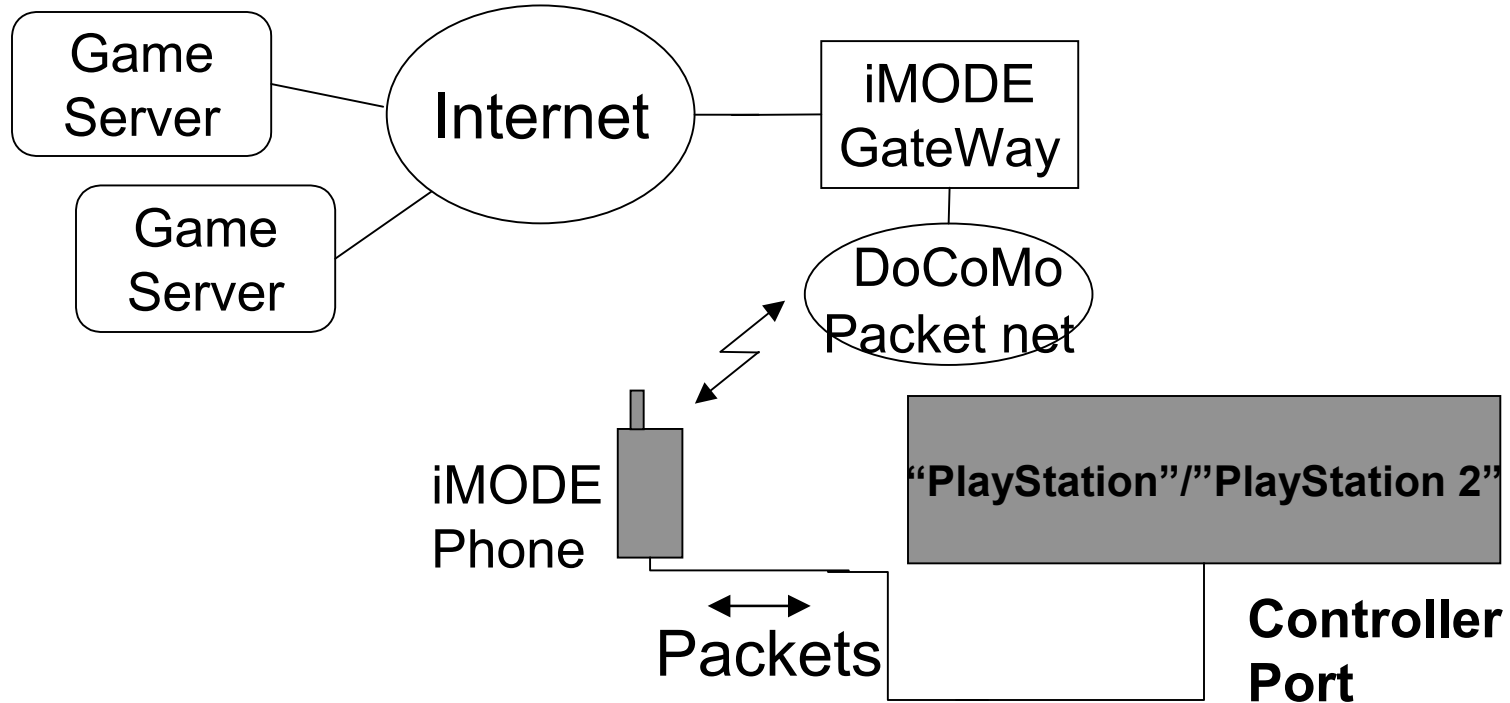 Game
Server
Internet
iMODE
GateWay
Game
Server
DoCoMo
Packet net
iMODE
Phone
“PlayStation”/”PlayStation 2”
Packets
Controller
Port